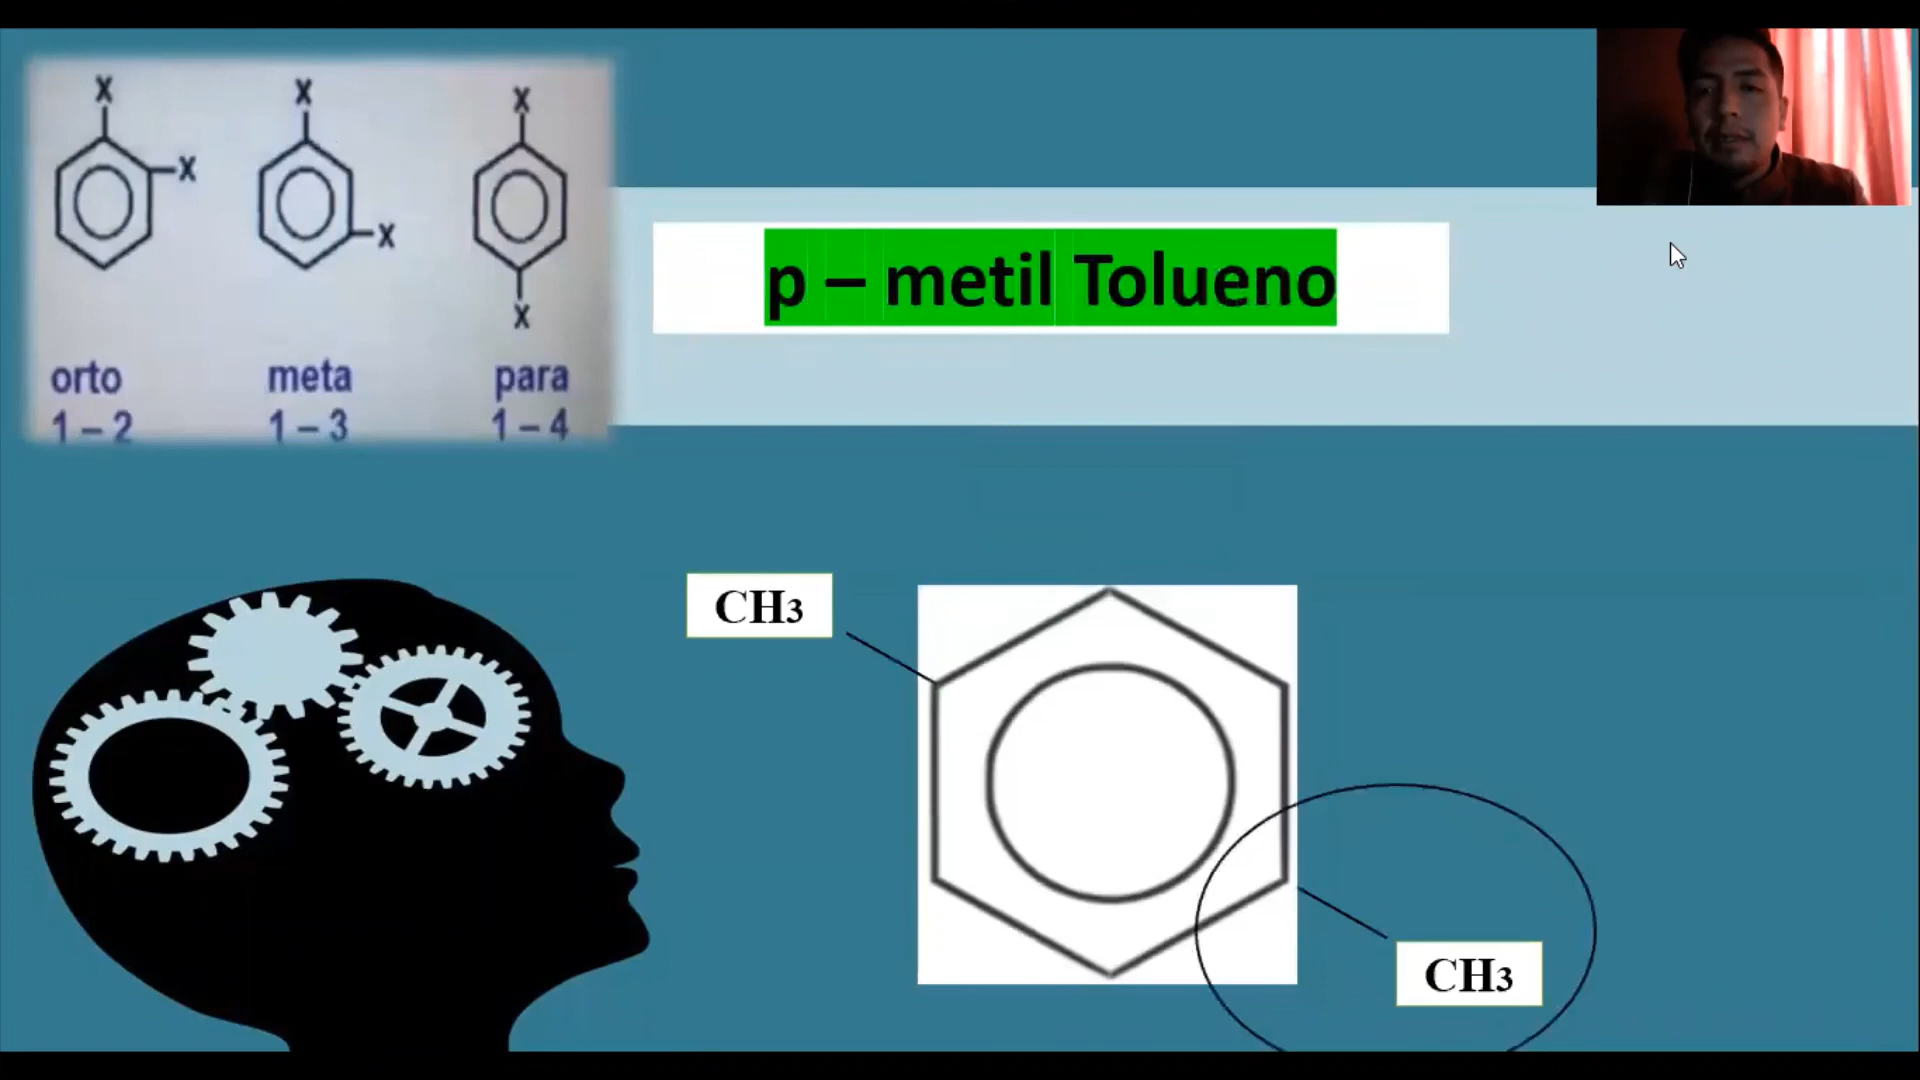 X X X
X
X
X
orto meta para
1 – 2 1 – 3 1 – 4
p – metil Tolueno
CH3
CH3